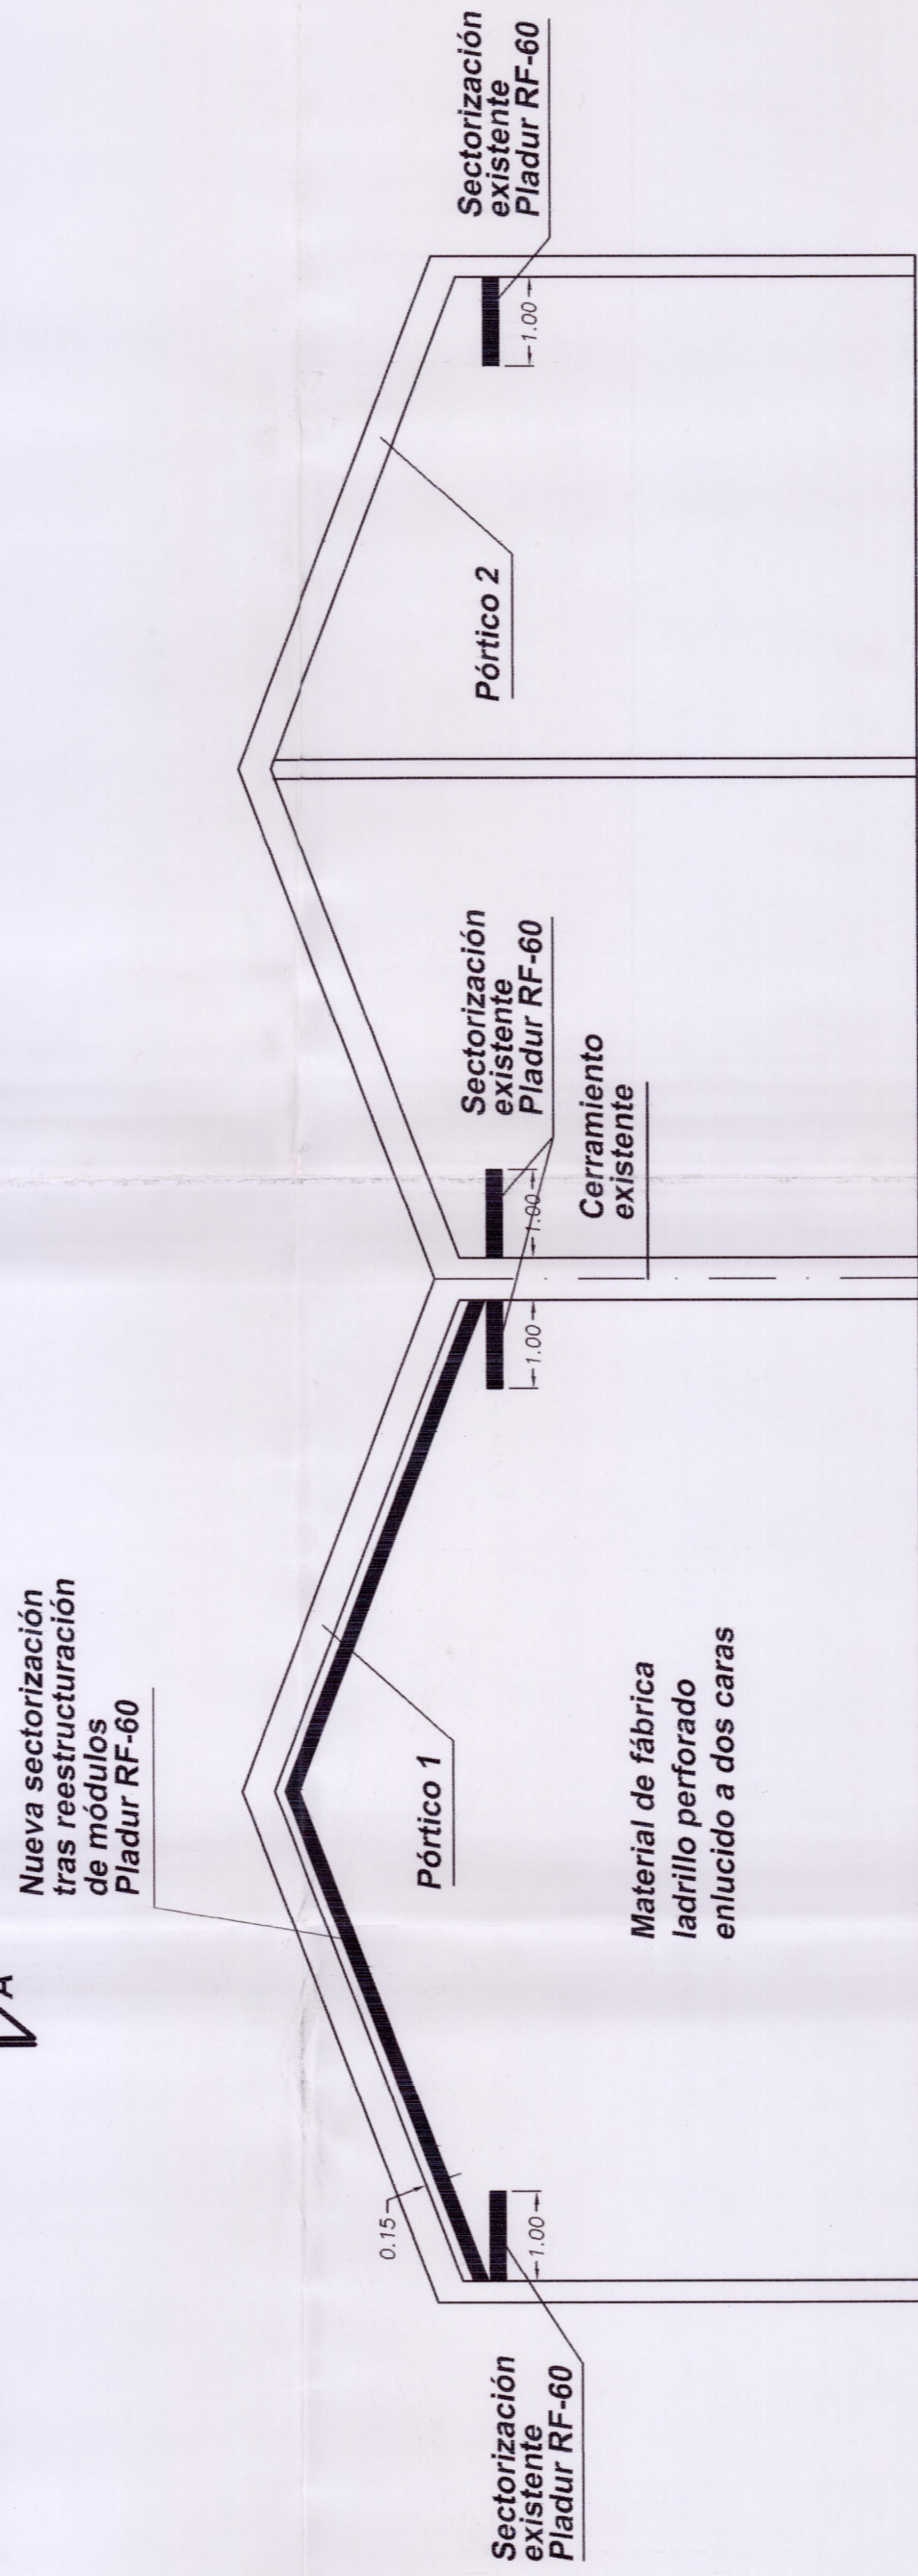 A
Nueva sectorización
tras reestructuración
de módulos
Pladur RF-60
Sectorización
existente
Pladur RF-60
0.15
1.00
Pórtico 1
Material de fábrica
ladrillo perforado
enlucido a dos caras
1.00
1.00
Sectorización
existente
Pladur RF-60
Cerramiento
existente
Pórtico 2
1.00
Sectorización
existente
Pladur RF-60